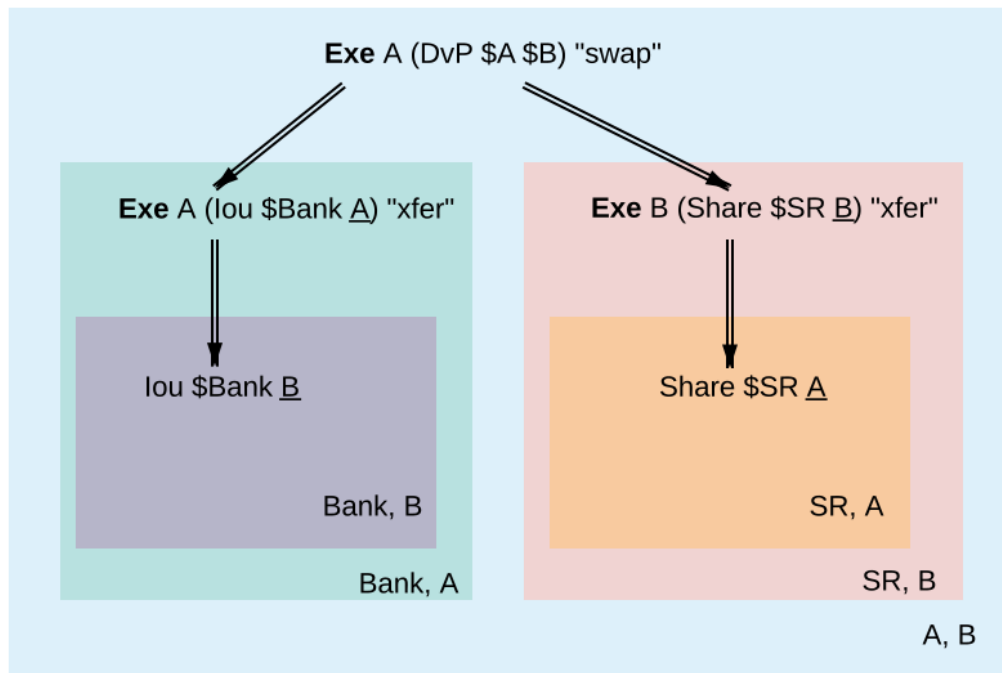 Exe A (DvP $A $B) "swap"
Exe A (Iou $Bank A) "xfer"
Exe B (Share $SR B) "xfer"
Iou $Bank B
Share $SR A
Bank, B
SR, A
Bank, A
SR, B
A, B